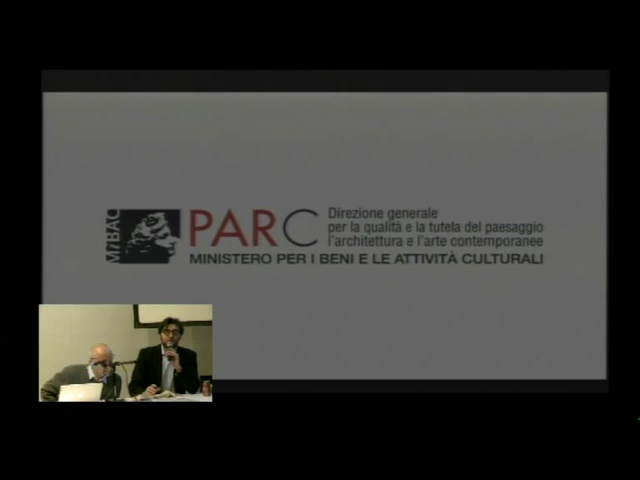 MiBAC
PARC
Direzione generale
per la qualità e la tutela del paesaggio
l'architettura e l'arte contemporanee
MINISTERO PER I BENI E LE ATTIVITÀ CULTURALI